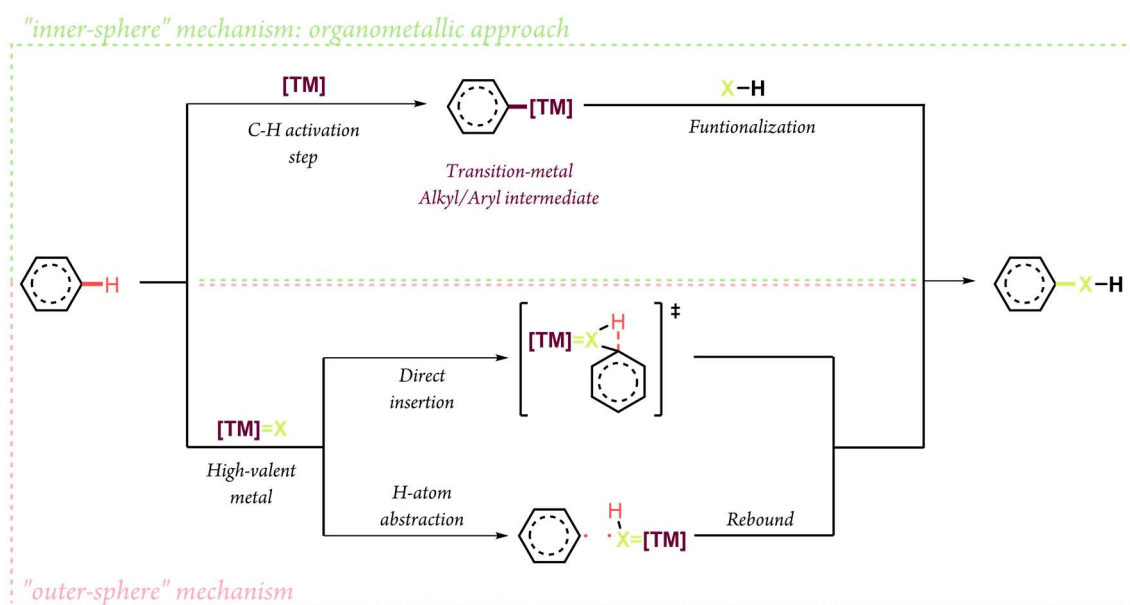 "inner-sphere" mechanism: organometallic approach
[TM]
C-H activation
step
[TM]
Transition-metal
Alkyl/Aryl intermediate
X-H
Funtionalization
H
X-H
[TM]=X
High-valent
metal
Direct
insertion
H
[TM]=X
‡
H-atom
abstraction
H
· · X=[TM]
Rebound
"outer-sphere" mechanism